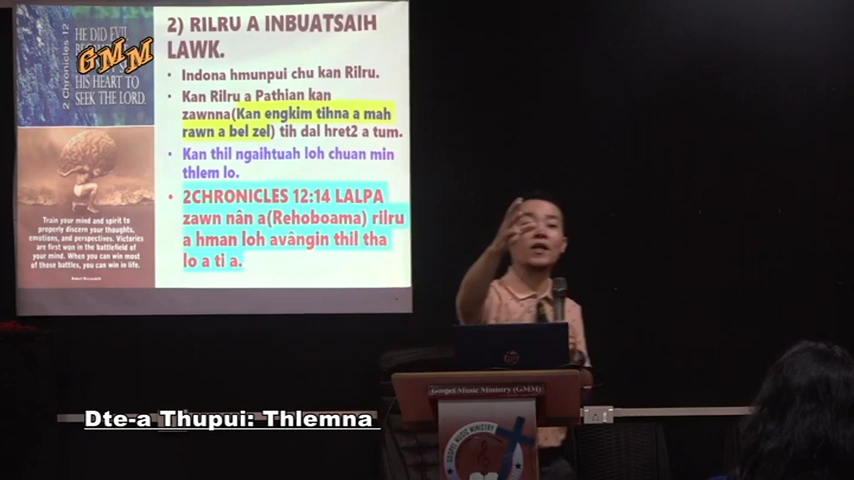 2 Chronicles 12
HE DID EVIL
HIS HEART TO
SEEK THE LORD.
GMM
Train your mind and spirit to
properly discern your thoughts,
emotions, and perspectives. Victories
are first won in the battlefield of
your mind. When you can win most
of those battles, you can win in life.
2) RILRU A INBUATSAIH
LAWK.
• Indona hmunpui chu kan Rilru.
• Kan Rilru a Pathian kan
zawnna(Kan engkim tihna a mah
rawn a bel zel) tih dal hret2 a tum.
• Kan thil ngaihtuah loh chuan min
thlem lo.
• 2CHRONICLES 12:14 LALPA
zawn nân a(Rehoboama) rilru
a hman loh avângin thil tha
lo a ti a.
Gospel Music Ministry (GMM)
GOSPEL MUSIC MINISTRY
Dte-a Thupui: Thlemna